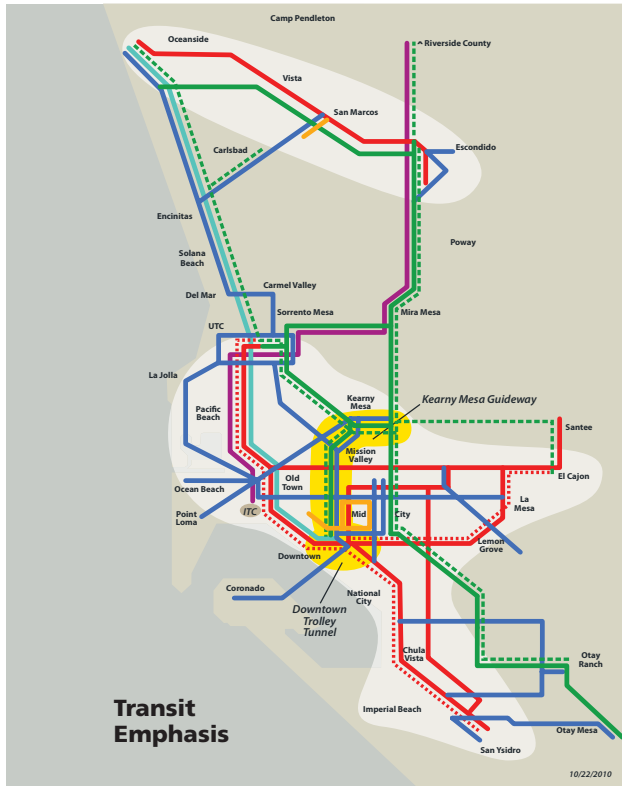 Camp Pendleton
Oceanside
^ Riverside County
Vista
San Marcos
Escondido
Carlsbad
Encinitas
Poway
Solana
Beach
Carmel Valley
Del Mar
Sorrento Mesa
Mira Mesa
UTC
La Jolla
Kearny
Mesa
Kearny Mesa Guideway
Pacific
Beach
Santee
Mission
Valley
El Cajon
Old
Town
Ocean Beach
La
Mesa
ITC
Mid
City
Point
Loma
Lemon
Grove
Downtown
Coronado
National
City
Downtown
Trolley
Tunnel
Chula
Vista
Otay
Ranch
Imperial Beach
Transit
Emphasis
Otay Mesa
San Ysidro
10/22/2010